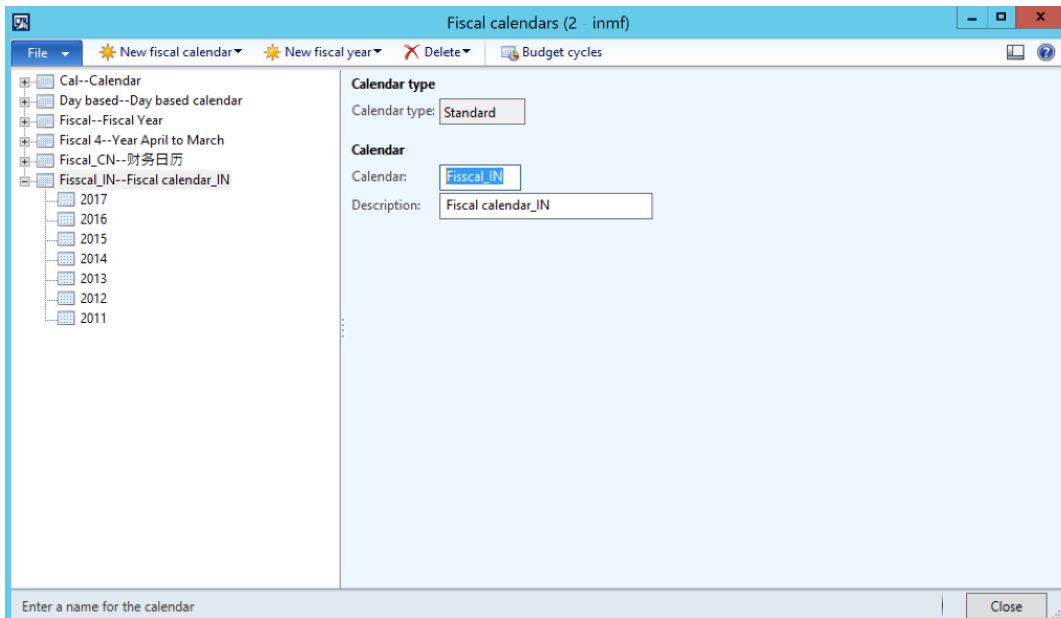 Fiscal calendars (2 - inmf)
File New fiscal calendar New fiscal year Delete Budget cycles
Cal--Calendar
Day based--Day based calendar
Fiscal--Fiscal Year
Fiscal 4--Year April to March
Fiscal_CN--财务日历
Fisscal_IN--Fiscal calendar_IN
2017
2016
2015
2014
2013
2012
2011
Calendar type
Calendar type: Standard
Calendar
Calendar: Fisscal_IN
Description: Fiscal calendar_IN
Enter a name for the calendar
Close